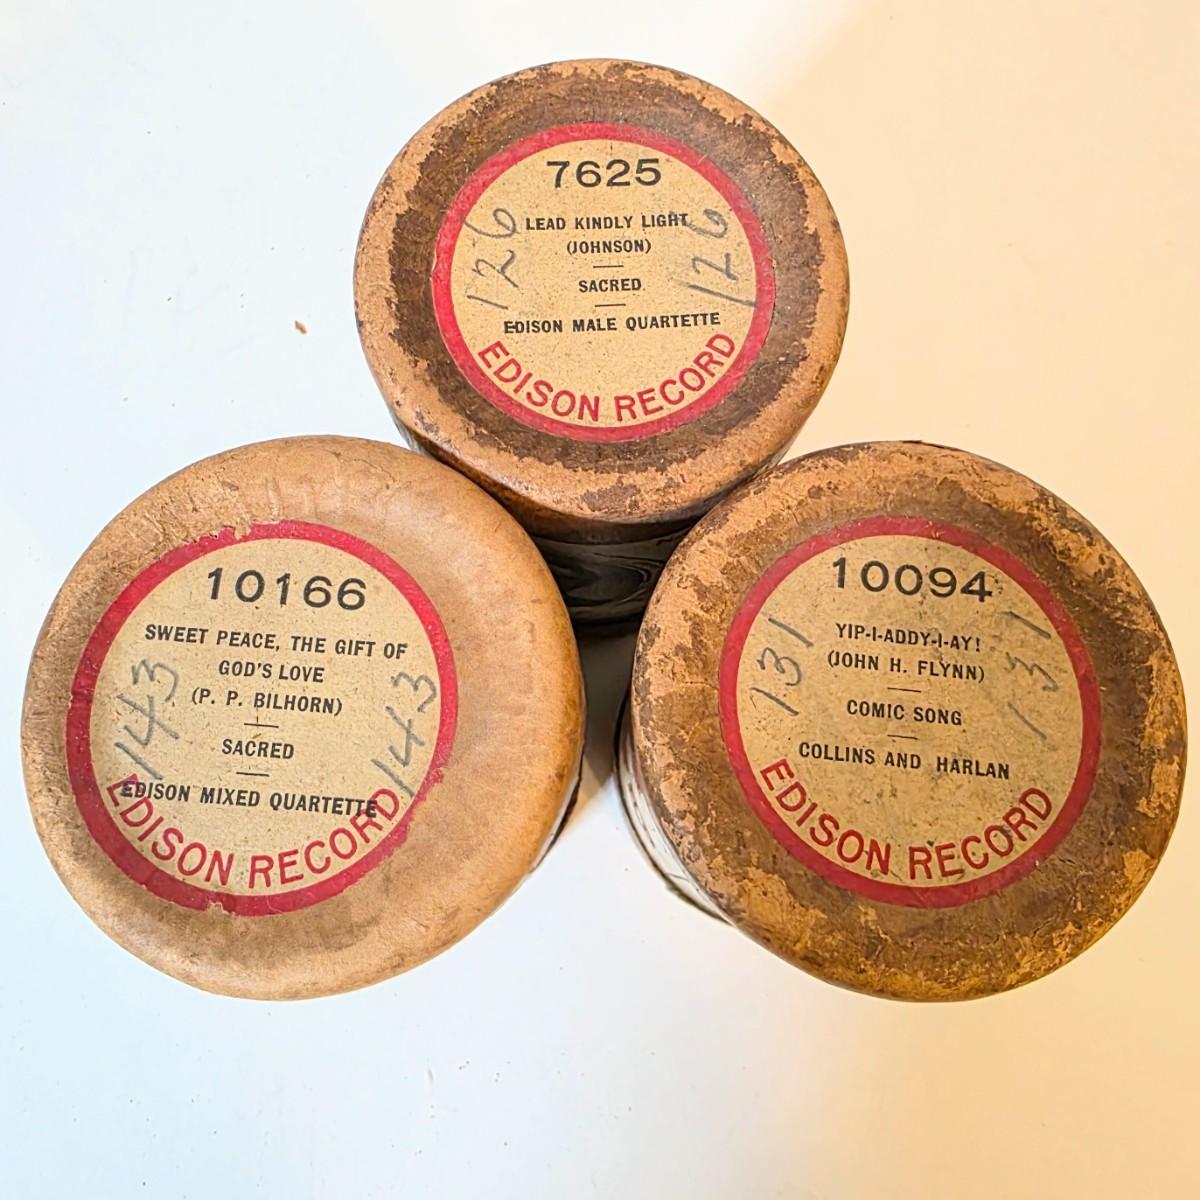 7625
126
LEAD KINDLY LIGHT
126
(JOHNSON)
SACRED
EDISON MALE QUARTETTE
EDISON RECORD
10166
SWEET PEACE, THE GIFT OF
GOD'S LOVE
143
(P. P. BILHORN)
143
SACRED
EDISON MIXED QUARTETTE
EDISON RECORD
10094
YIP-I-ADDY-I-AY!
131
(JOHN H. FLYNN)
131
COMIC SONG
COLLINS AND HARLAN
EDISON RECORD